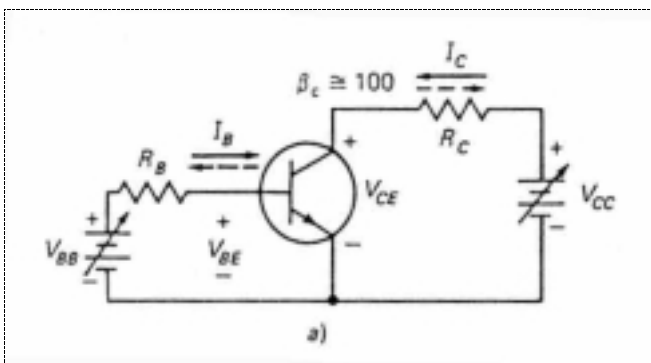 I_C
β_c ≅ 100
I_B
R_B
R_C
+
+
V_CE
V_CC
+
+
V_BB
V_BE
−
−
−
−
a)